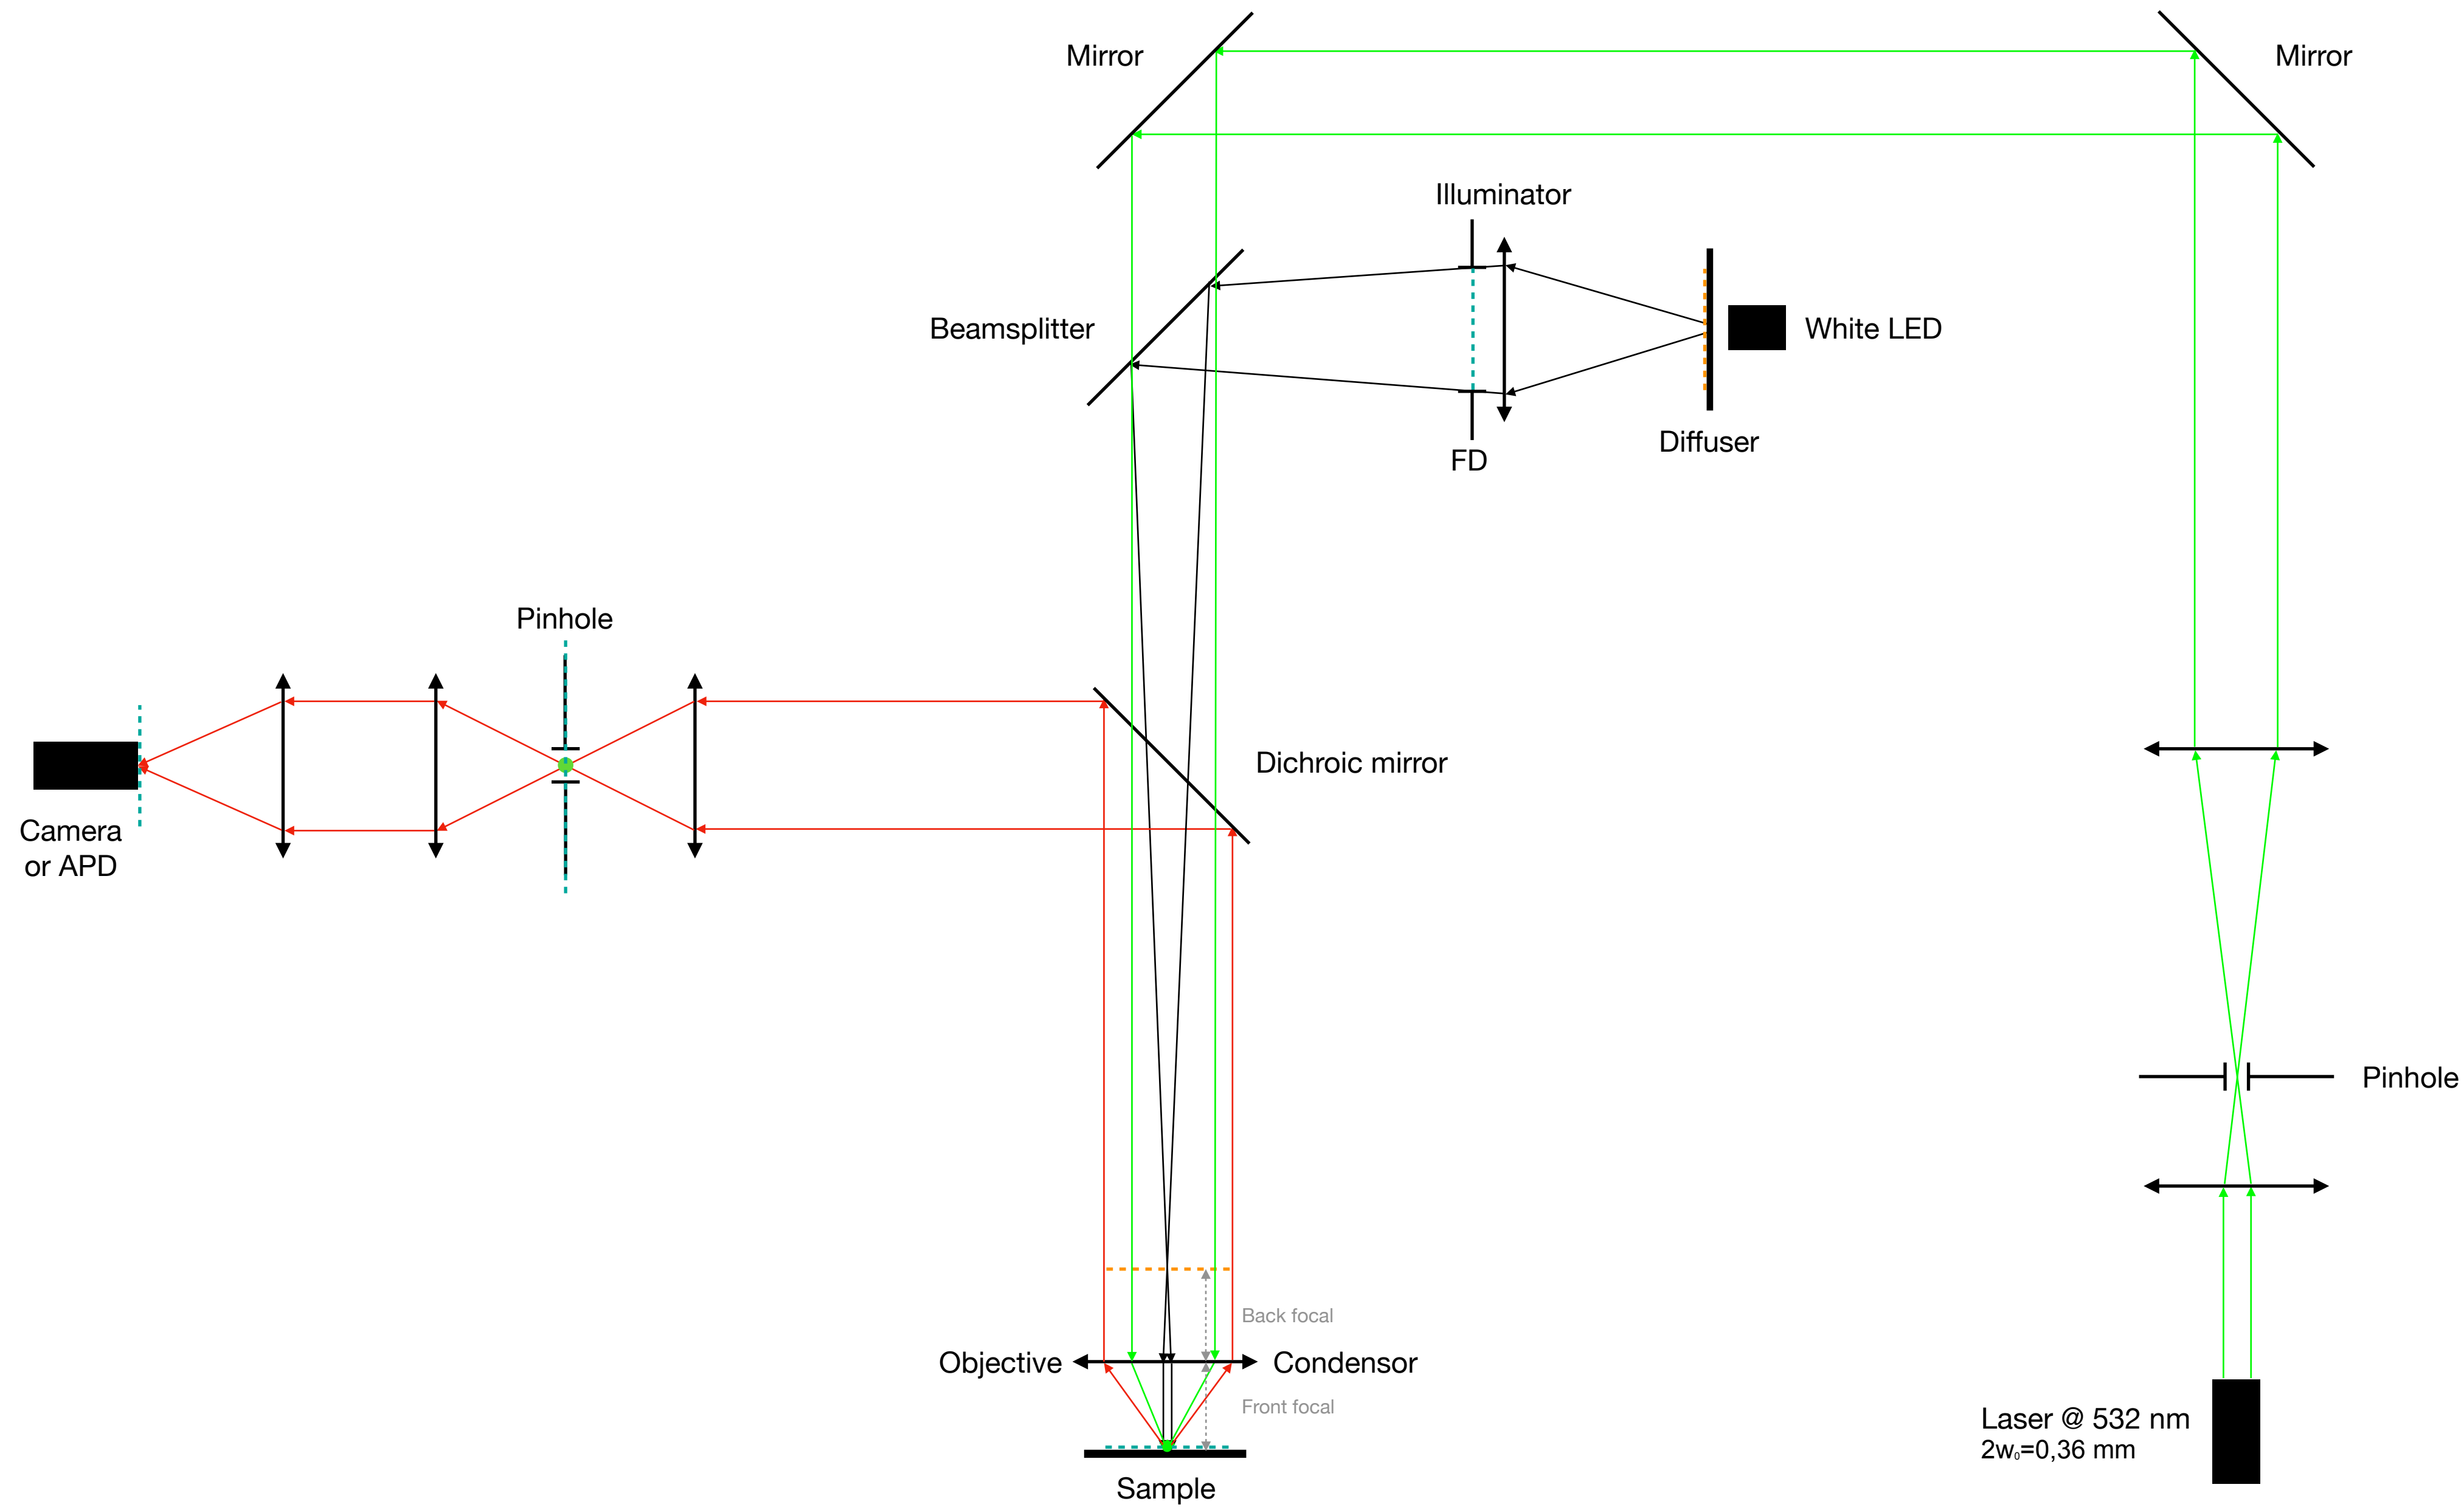 Mirror
Mirror
Illuminator
Beamsplitter
White LED
Diffuser
FD
Pinhole
Dichroic mirror
Camera
or APD
Pinhole
Back focal
Objective
Condensor
Front focal
Laser @ 532 nm
2w₀=0,36 mm
Sample